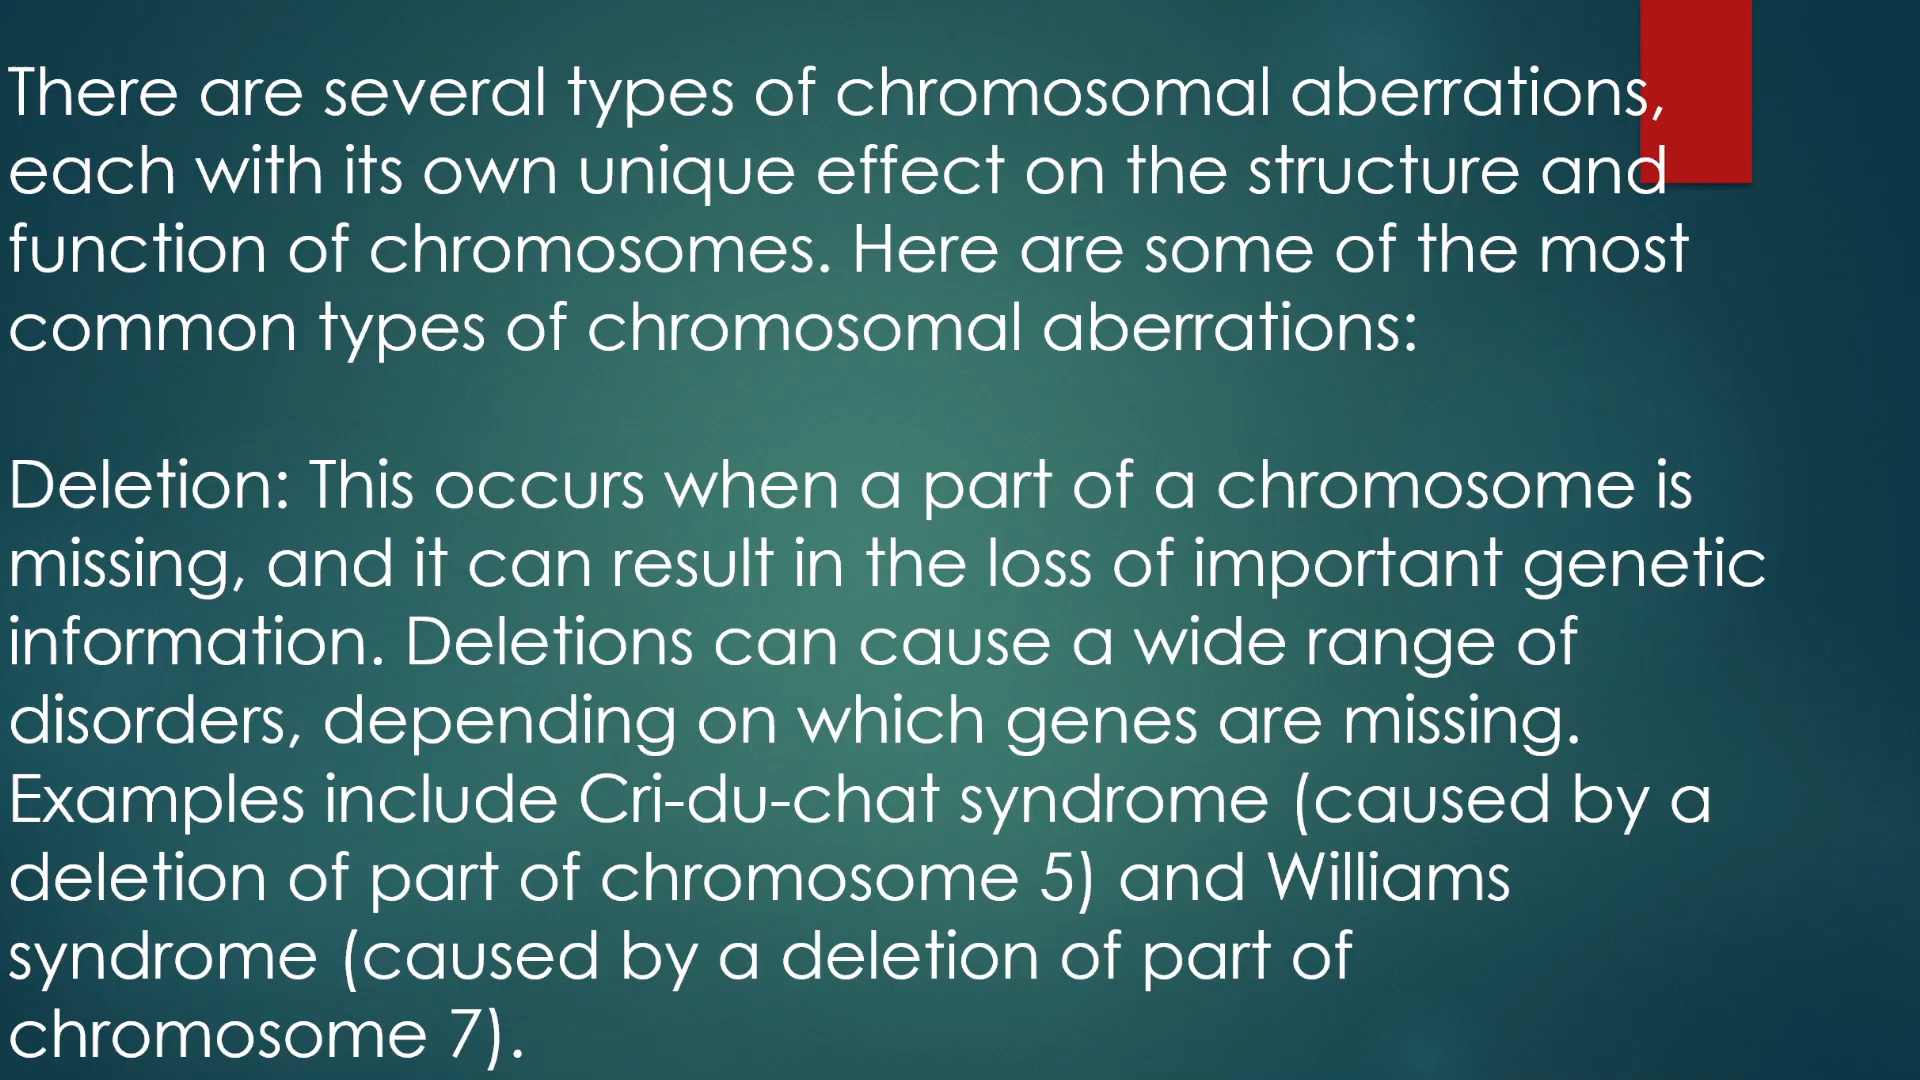 There are several types of chromosomal aberrations,
each with its own unique effect on the structure and
function of chromosomes. Here are some of the most
common types of chromosomal aberrations:
Deletion: This occurs when a part of a chromosome is
missing, and it can result in the loss of important genetic
information. Deletions can cause a wide range of
disorders, depending on which genes are missing.
Examples include Cri-du-chat syndrome (caused by a
deletion of part of chromosome 5) and Williams
syndrome (caused by a deletion of part of
chromosome 7).